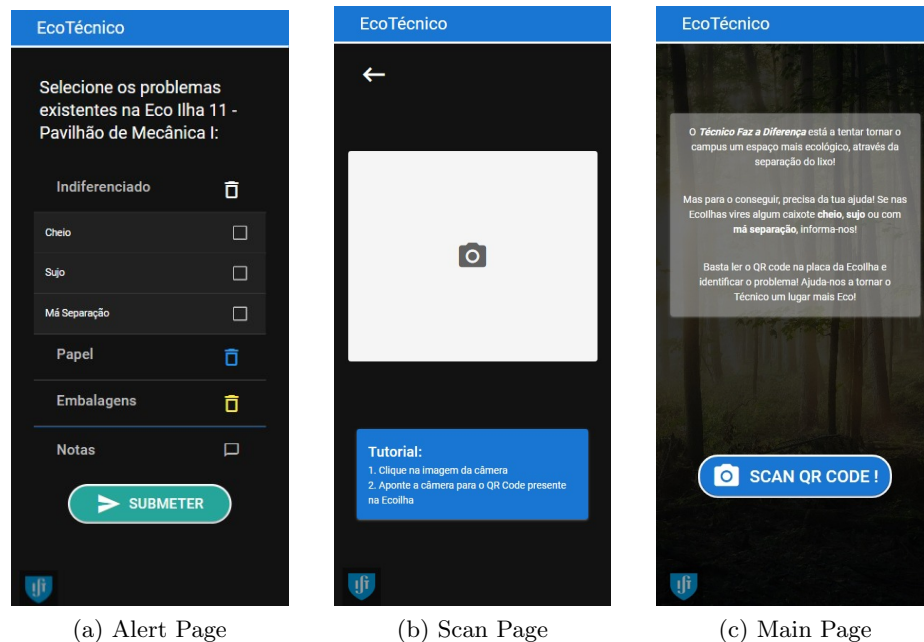 EcoTécnico
Selecione os problemas
existentes na Eco Ilha 11 -
Pavilhão de Mecânica I:
Indiferenciado
Cheio
Sujo
Má Separação
Papel
Embalagens
Notas
SUBMETER
(a) Alert Page
EcoTécnico
Tutorial:
1. Clique na imagem da câmera
2. Aponte a câmera para o QR Code presente
na Ecoilha
(b) Scan Page
EcoTécnico
O Técnico Faz a Diferença está a tentar tornar o
campus um espaço mais ecológico, através da
separação do lixo!
Mas para o conseguir, precisa da tua ajuda! Se nas
EcoIlhas vires algum caixote cheio, sujo ou com
má separação, informa-nos!
Basta ler o QR code na placa da EcoIlha e
identificar o problema! Ajuda-nos a tornar o
Técnico um lugar mais Eco!
SCAN QR CODE !
(c) Main Page